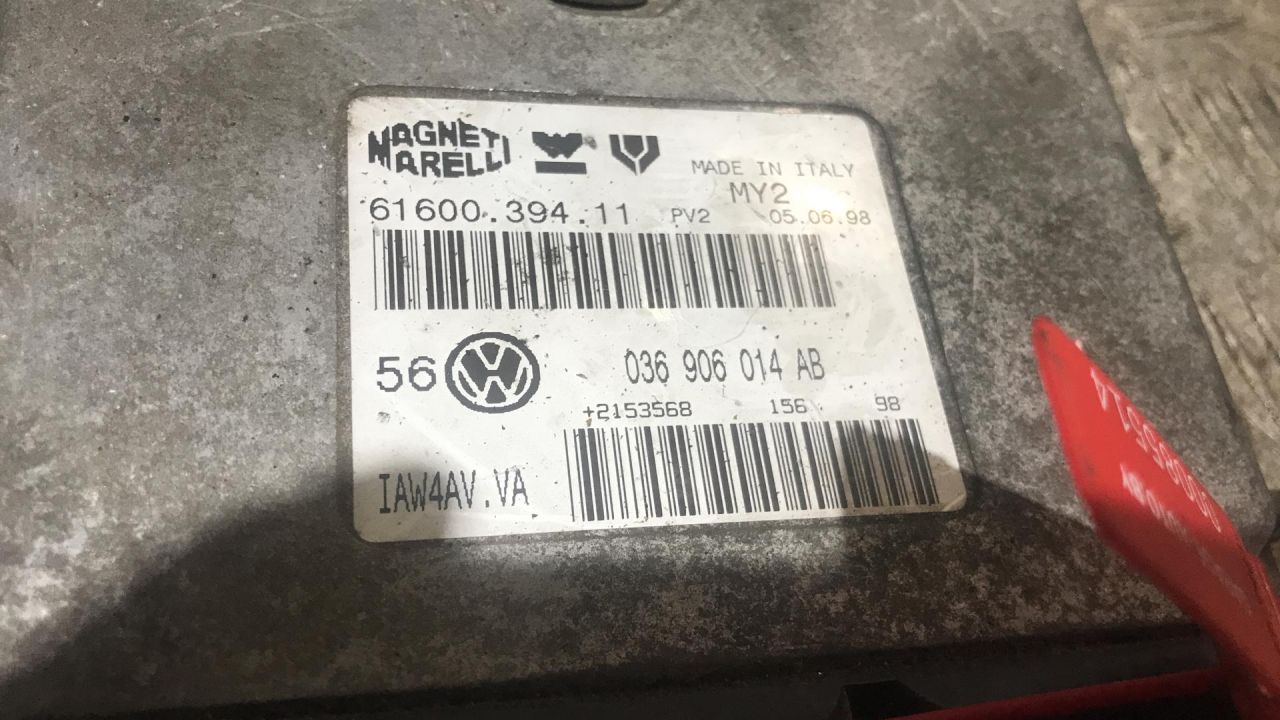 MAGNETI
MARELLI
MADE IN ITALY
MY2
61600.394.11 PV2 05.06.98
56 036 906 014 AB
+2153568 156 98
IAW4AV.VA